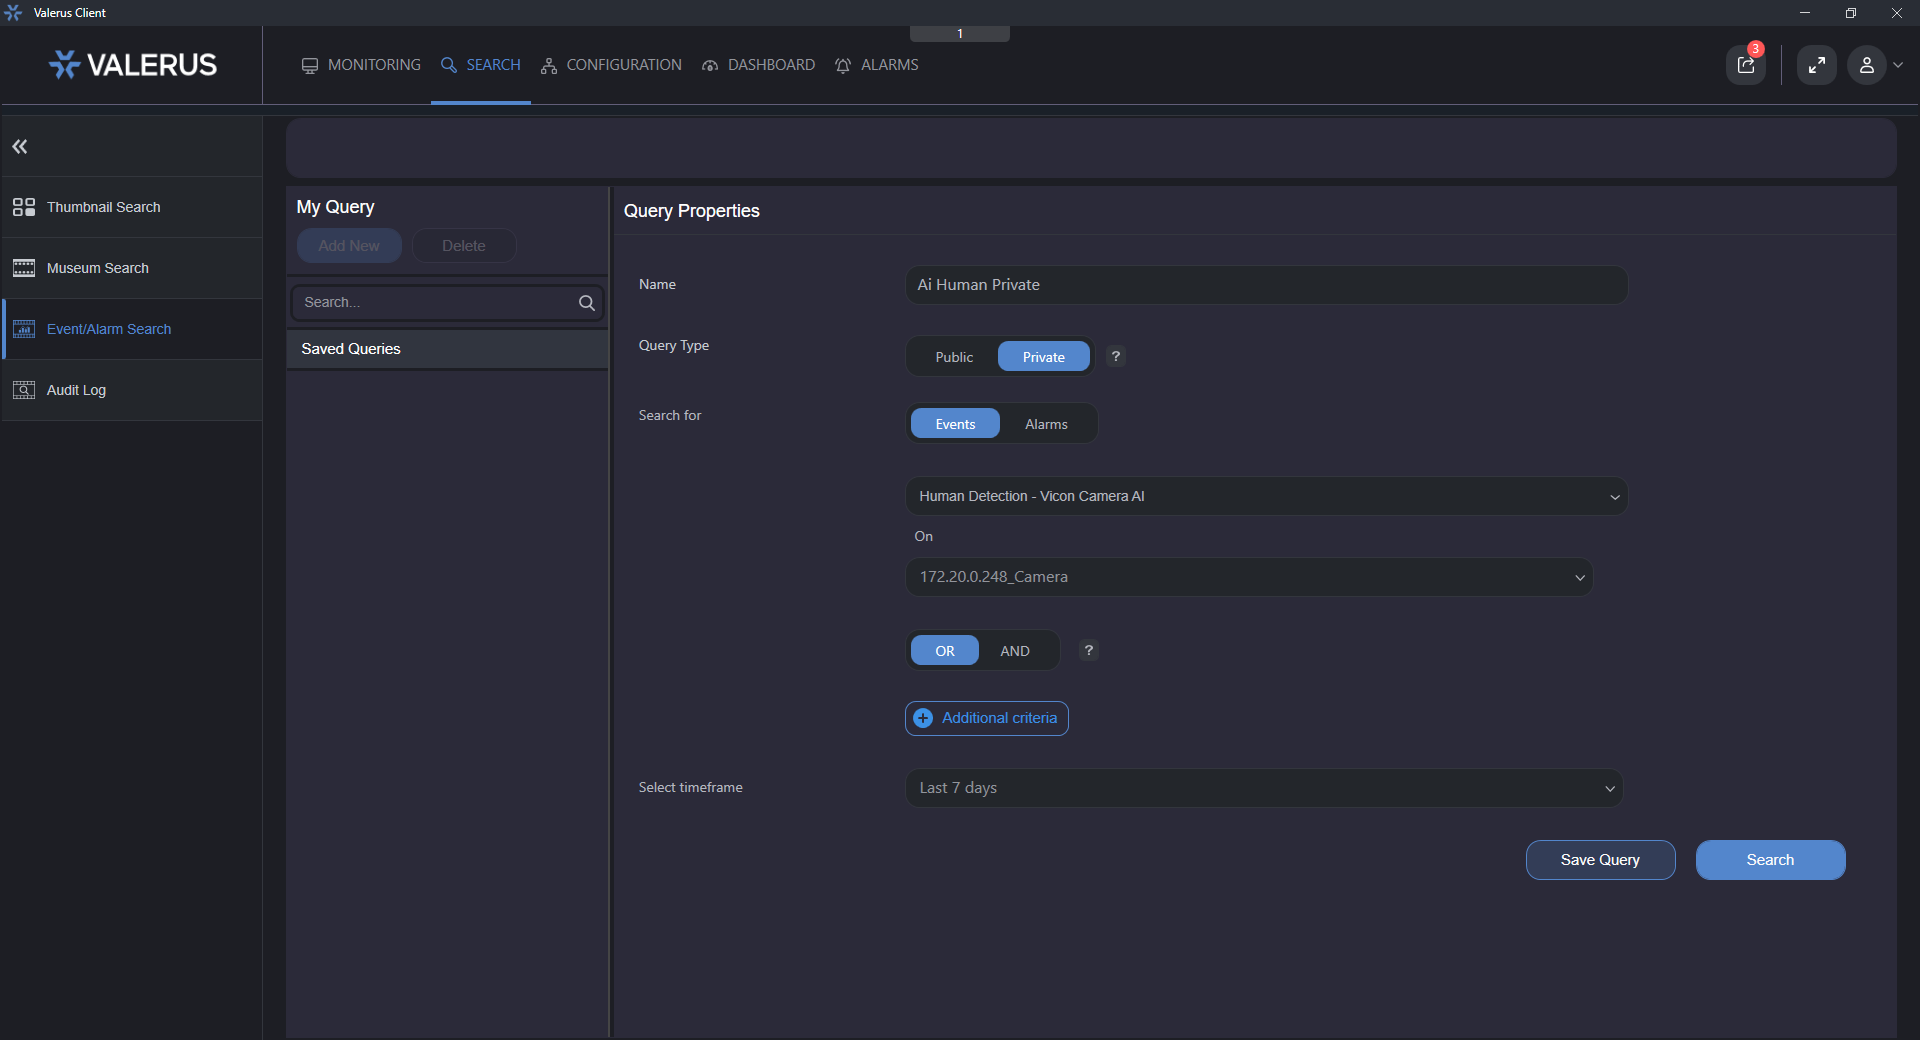 Valerus Client
1
VALERUS
MONITORING
SEARCH
CONFIGURATION
DASHBOARD
ALARMS
3
Thumbnail Search
Museum Search
Event/Alarm Search
Audit Log
My Query
Add New
Delete
Search...
Saved Queries
Query Properties
Name
Ai Human Private
Query Type
Public
Private
?
Search for
Events
Alarms
Human Detection - Vicon Camera AI
On
172.20.0.248_Camera
OR
AND
?
Additional criteria
Select timeframe
Last 7 days
Save Query
Search